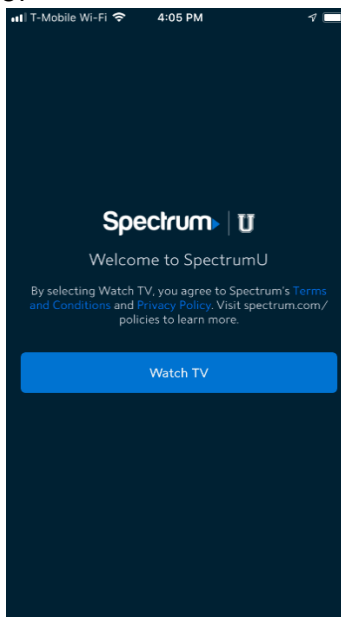 T-Mobile Wi-Fi 4:05 PM
Spectrum | U
Welcome to SpectrumU
By selecting Watch TV, you agree to Spectrum's Terms
and Conditions and Privacy Policy. Visit spectrum.com/
policies to learn more.
Watch TV